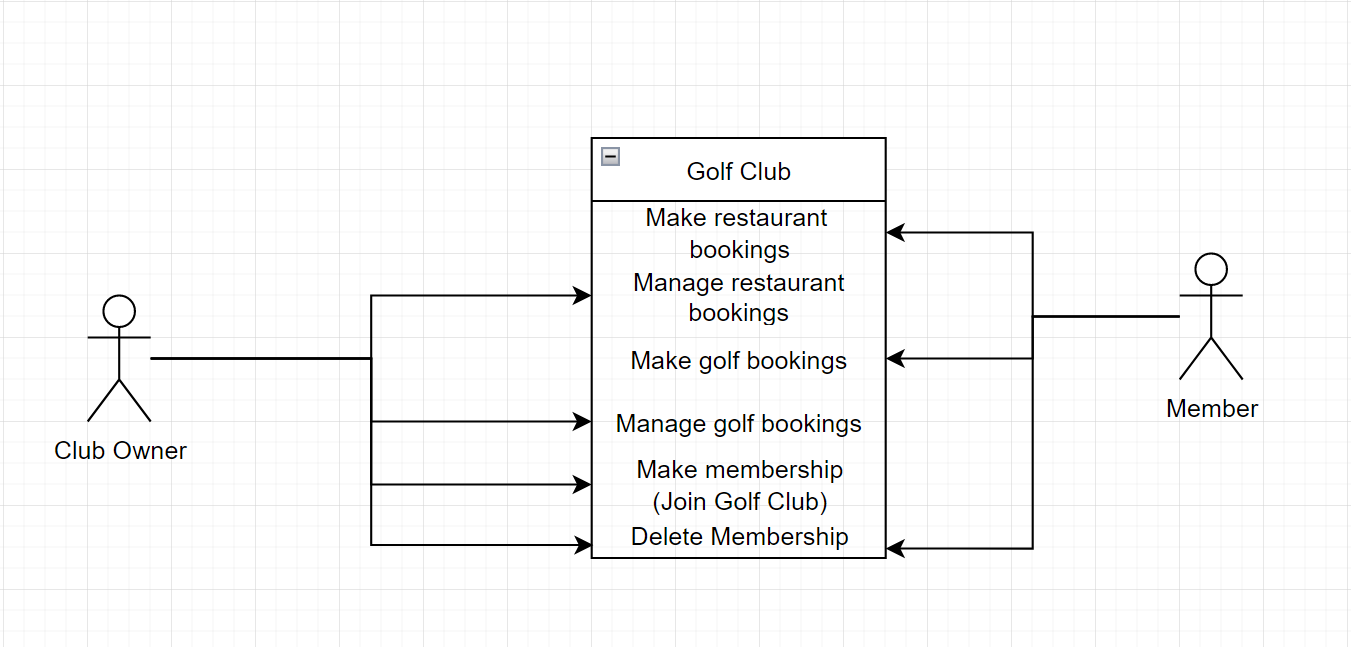 Golf Club
Make restaurant
bookings
Manage restaurant
bookings
Make golf bookings
Manage golf bookings
Make membership
(Join Golf Club)
Delete Membership
Club Owner
Member